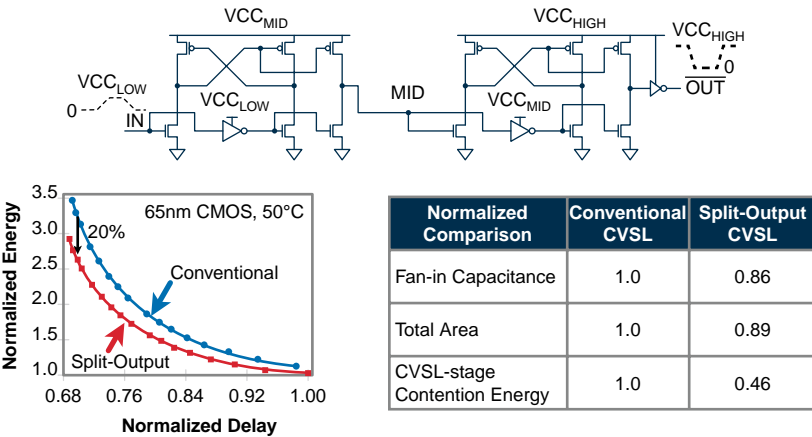 VCCMID
VCCHIGH
VCCHIGH
0
OUT
VCCLOW
0
IN
VCCLOW
MID
VCCMID
3.5
3.0
2.5
2.0
1.5
1.0
Normalized Energy
65nm CMOS, 50°C
20%
Conventional
Split-Output
0.68 0.76 0.84 0.92 1.00
Normalized Delay
Normalized Comparison Conventional CVSL Split-Output CVSL
Fan-in Capacitance 1.0 0.86
Total Area 1.0 0.89
CVSL-stage Contention Energy 1.0 0.46